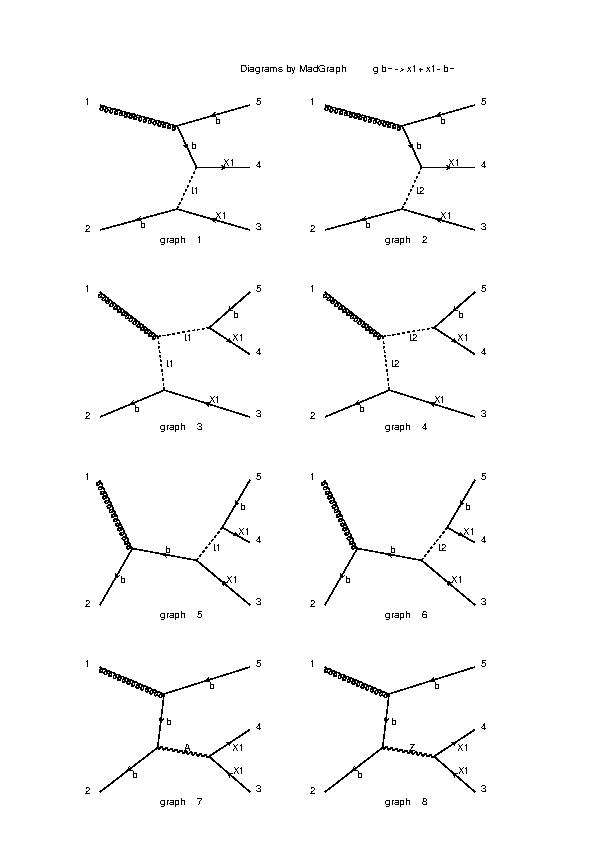 Diagrams by MadGraph g b~ -> x1+ x1- b~
1 5 1 5
b b
b b
X1 4 X1 4
l1 l2
X1 X1
2 b 3 2 b 3
graph 1 graph 2
1 5 1 5
b b
l1 X1 l2 X1
4 4
l1 l2
X1 X1
2 b 3 2 b 3
graph 3 graph 4
1 5 1 5
b b
X1 X1
b l1 4 b l2 4
b X1 b X1
2 3 2 3
graph 5 graph 6
1 5 1 5
b b
b 4 b 4
A X1 Z X1
b X1 b X1
2 3 2 3
graph 7 graph 8